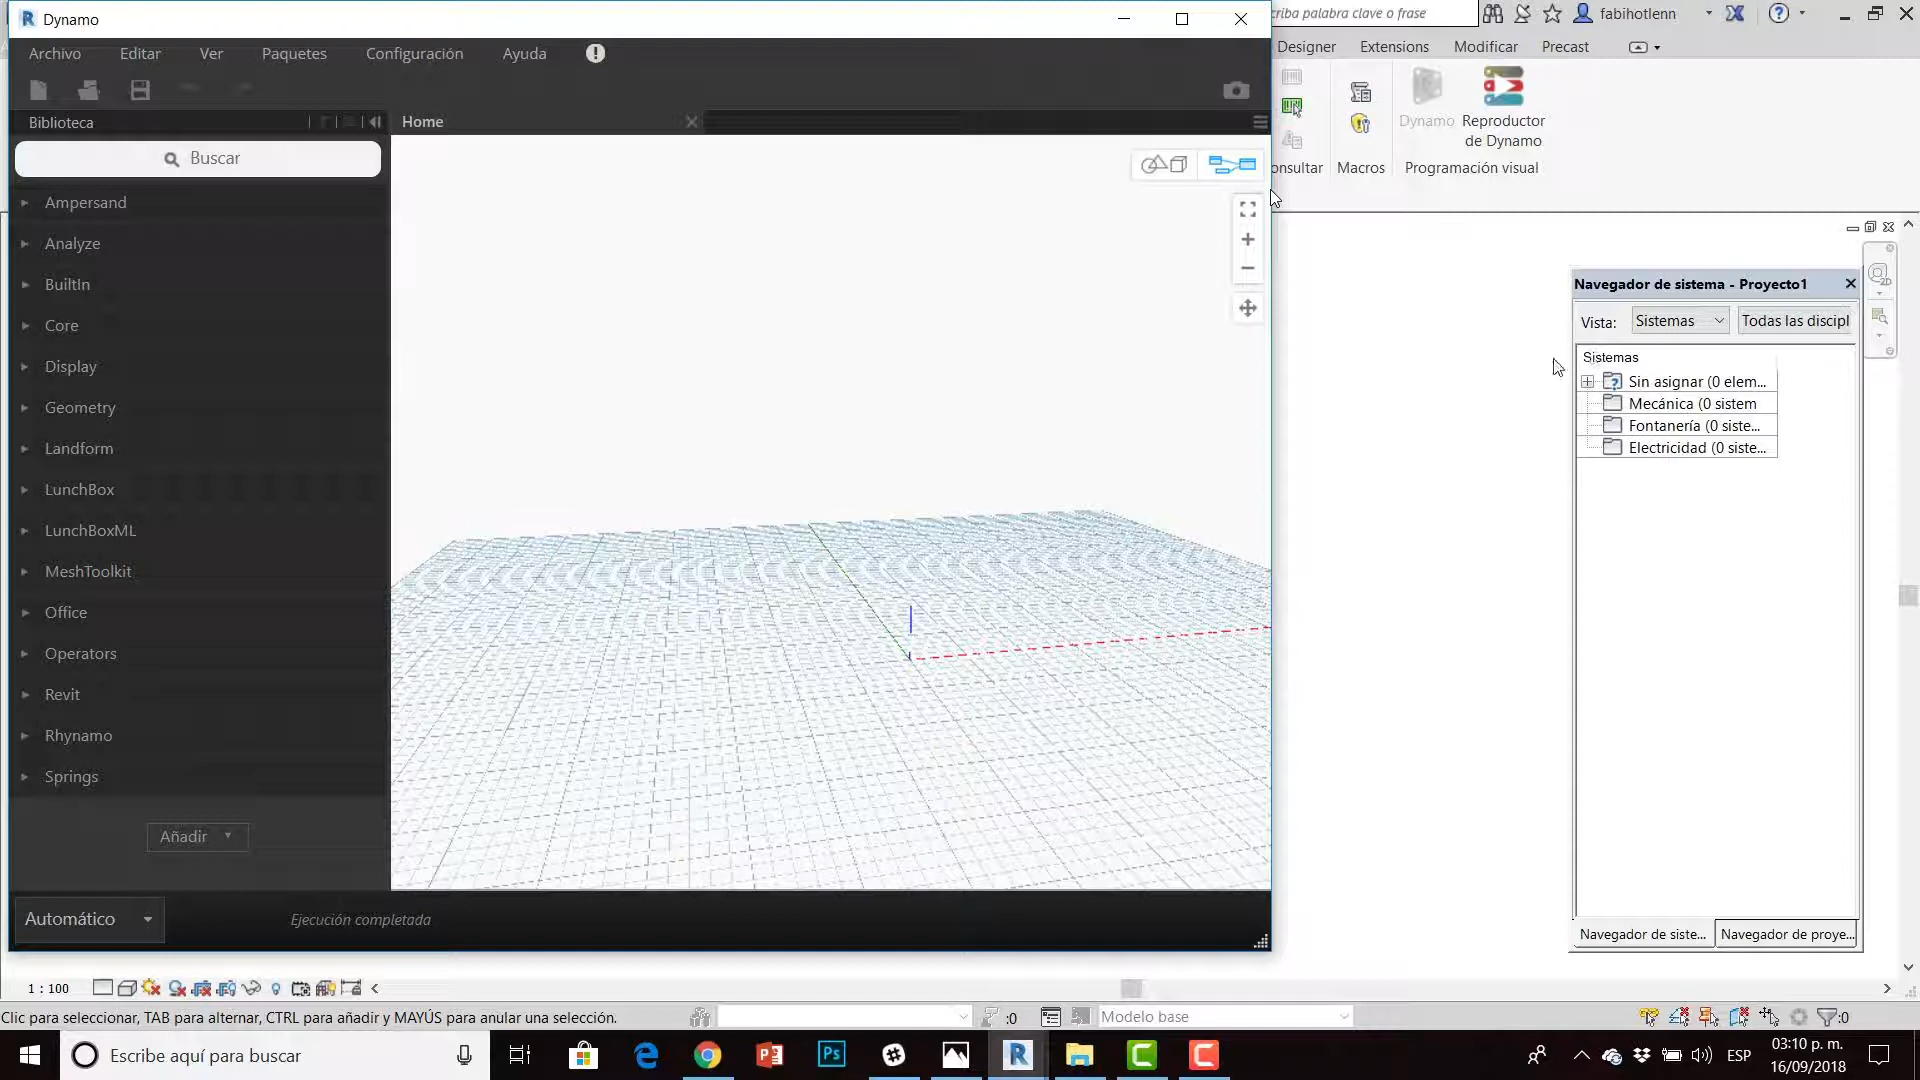 Dynamo
Archivo Editar Ver Paquetes Configuración Ayuda
Biblioteca
Home
Buscar
Ampersand
Analyze
BuiltIn
Core
Display
Geometry
Landform
LunchBox
LunchBoxML
MeshToolkit
Office
Operators
Revit
Rhynamo
Springs
Añadir
Automático
Ejecución completada
criba palabra clave o frase
fabihotlenn
Designer Extensions Modificar Precast
Dynamo
Reproductor
de Dynamo
onsultar Macros Programación visual
Navegador de sistema - Proyecto1
Vista: Sistemas Todas las discipl
Sistemas
Sin asignar (0 elem...
Mecánica (0 sistem
Fontanería (0 siste...
Electricidad (0 siste...
Navegador de siste... Navegador de proye...
1 : 100
Clic para seleccionar, TAB para alternar, CTRL para añadir y MAYÚS para anular una selección.
:0
Modelo base
:0
Escribe aquí para buscar
ESP
03:10 p. m.
16/09/2018